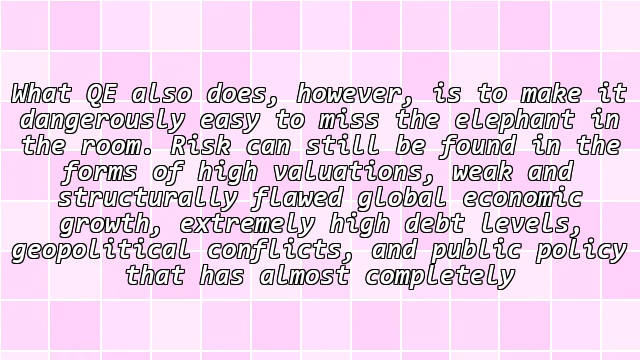 What QE also does, however, is to make it
dangerously easy to miss the elephant in
the room. Risk can still be found in the
forms of high valuations, weak and
structurally flawed global economic
growth, extremely high debt levels,
geopolitical conflicts, and public policy
that has almost completely